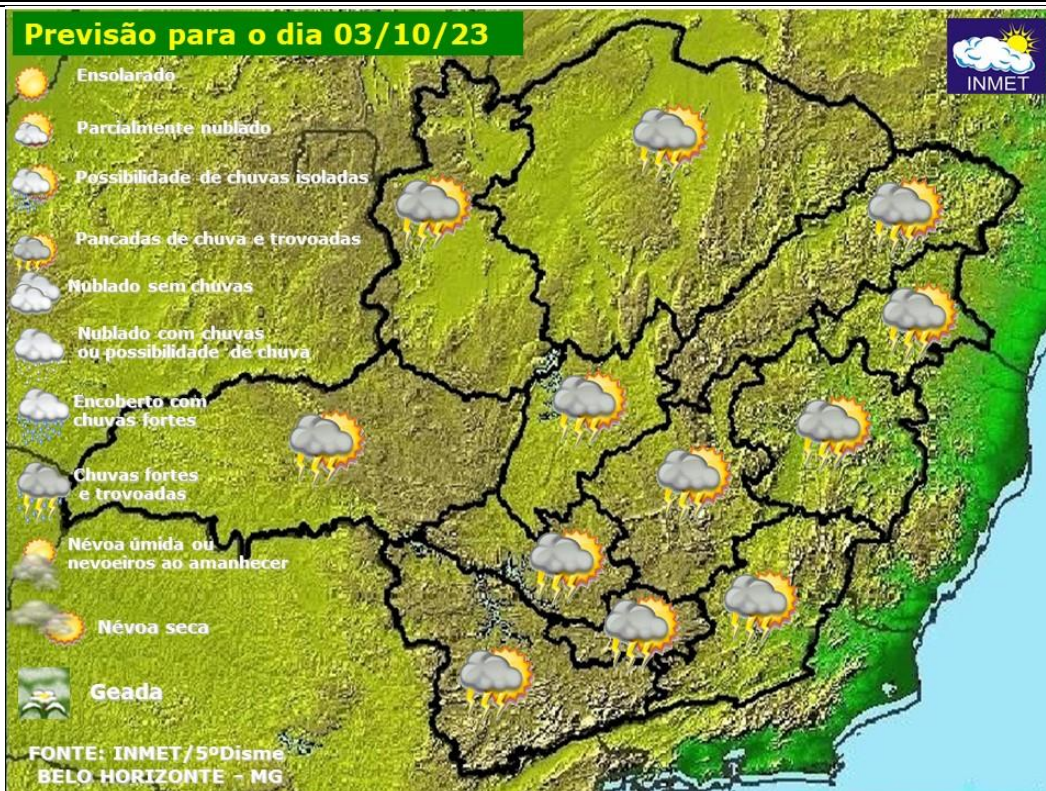 Previsão para o dia 03/10/23
INMET
Ensolarado
Parcialmente nublado
Possibilidade de chuvas isoladas
Pancadas de chuva e trovoadas
Nublado sem chuvas
Nublado com chuvas
ou possibilidade de chuva
Encoberto com
chuvas fortes
Chuvas fortes
e trovoadas
Névoa úmida ou
nevoeiros ao amanhecer
Névoa seca
Geada
FONTE: INMET/5ºDisme
BELO HORIZONTE - MG